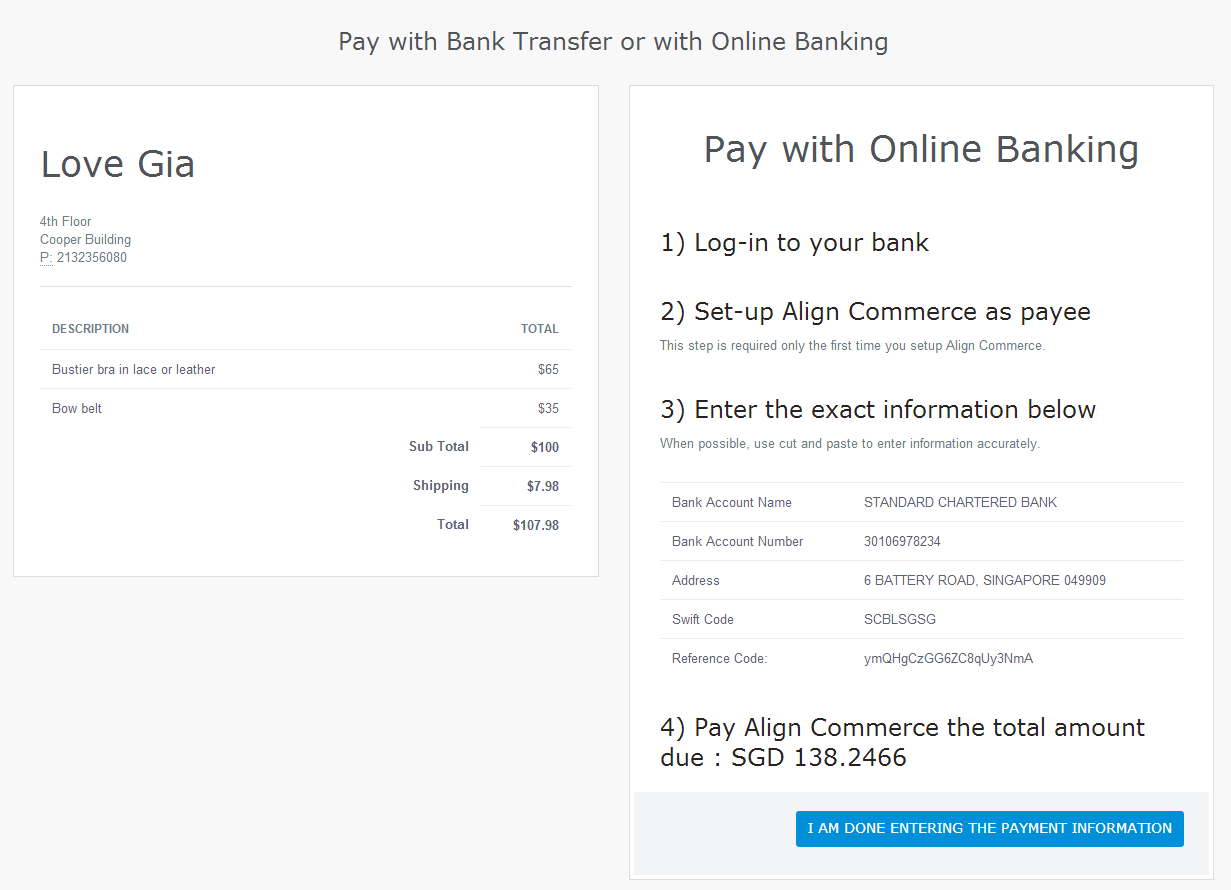 Pay with Bank Transfer or with Online Banking
Love Gia
4th Floor
Cooper Building
P: 2132356080
DESCRIPTION TOTAL
Bustier bra in lace or leather $65
Bow belt $35
Sub Total $100
Shipping $7.98
Total $107.98
Pay with Online Banking
1) Log-in to your bank
2) Set-up Align Commerce as payee
This step is required only the first time you setup Align Commerce.
3) Enter the exact information below
When possible, use cut and paste to enter information accurately.
Bank Account Name STANDARD CHARTERED BANK
Bank Account Number 30106978234
Address 6 BATTERY ROAD, SINGAPORE 049909
Swift Code SCBLSGSG
Reference Code: ymQHgCzGG6ZC8qUy3NmA
4) Pay Align Commerce the total amount
due : SGD 138.2466
I AM DONE ENTERING THE PAYMENT INFORMATION